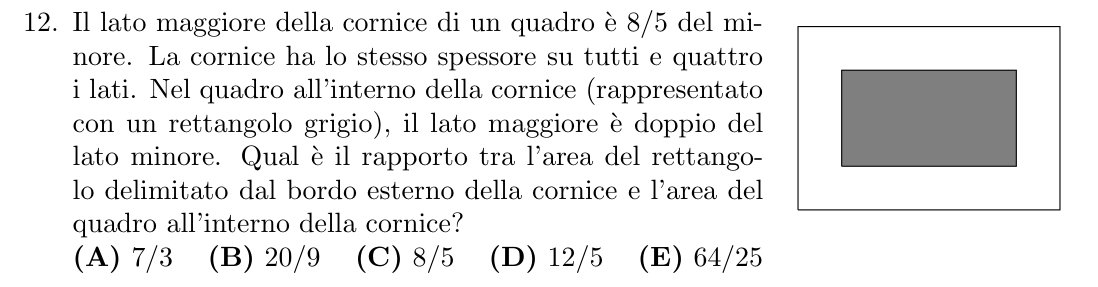 12. Il lato maggiore della cornice di un quadro è 8/5 del mi-
nore. La cornice ha lo stesso spessore su tutti e quattro
i lati. Nel quadro all'interno della cornice (rappresentato
con un rettangolo grigio), il lato maggiore è doppio del
lato minore. Qual è il rapporto tra l'area del rettango-
lo delimitato dal bordo esterno della cornice e l'area del
quadro all'interno della cornice?
(A) 7/3 (B) 20/9 (C) 8/5 (D) 12/5 (E) 64/25